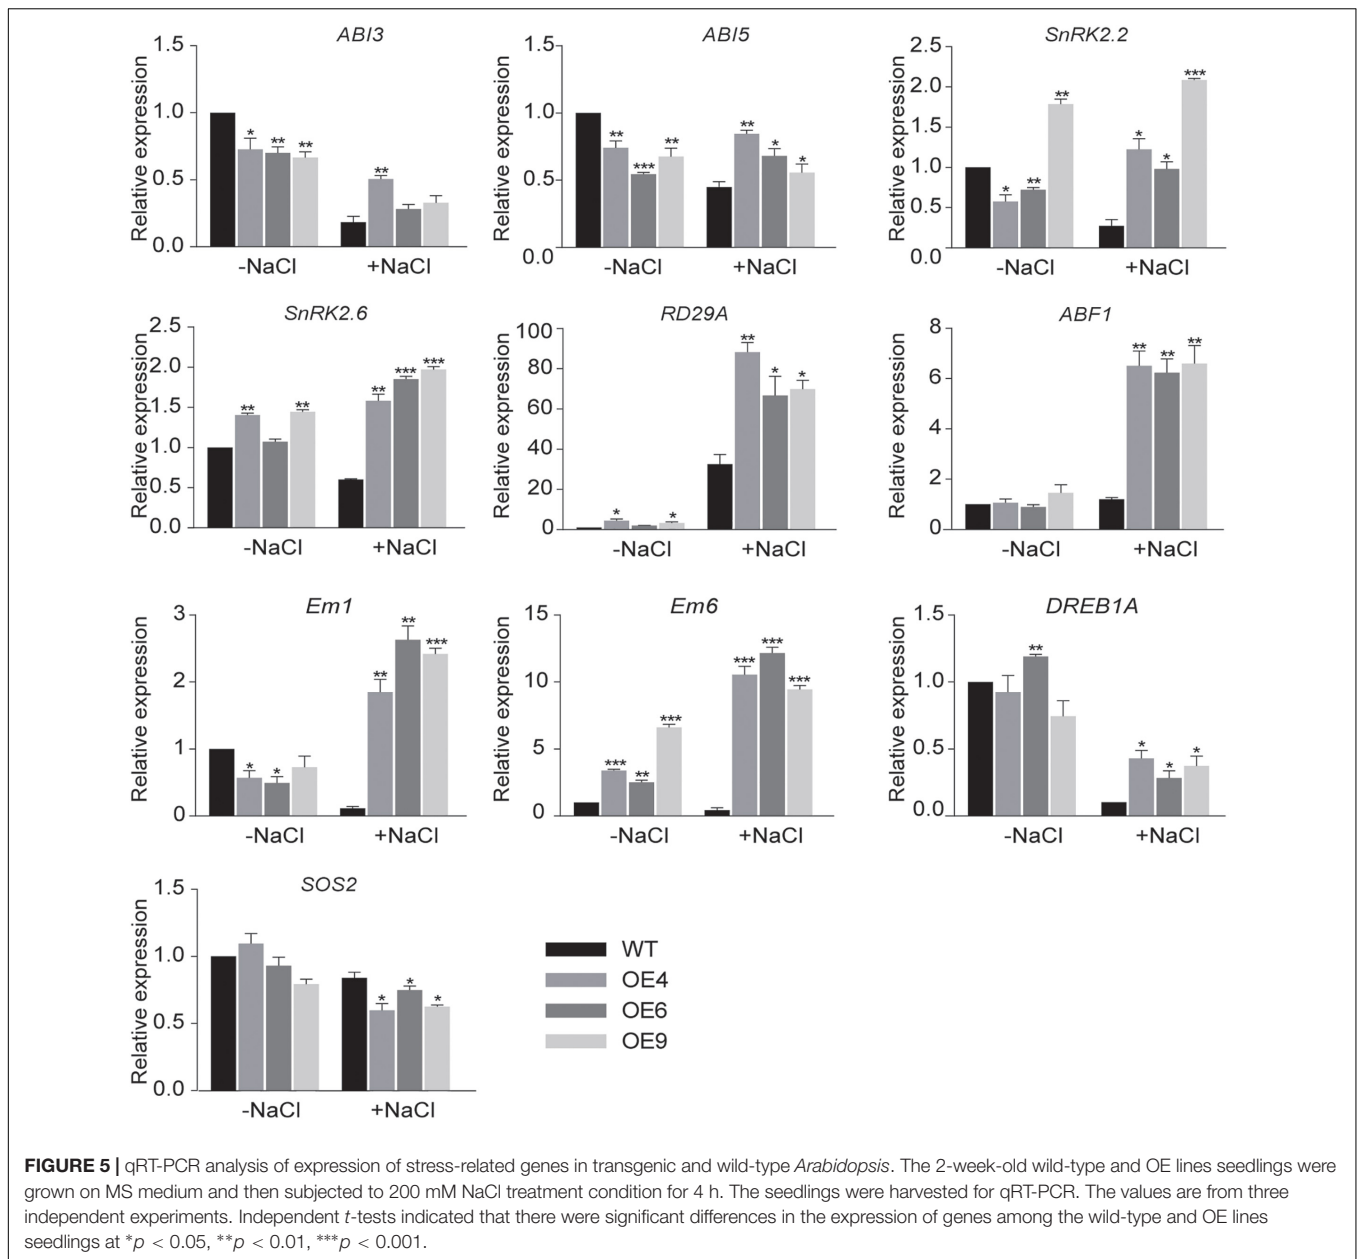 ABI3
ABI5
SnRK2.2
Relative expression
1.5
1.0
0.5
0.0
* ** **
**
-NaCl +NaCl
Relative expression
1.5
1.0
0.5
0.0
** *** **
** * *
-NaCl +NaCl
Relative expression
2.5
2.0
1.5
1.0
0.5
0.0
* ** **
* * ***
-NaCl +NaCl
SnRK2.6
RD29A
ABF1
Relative expression
2.5
2.0
1.5
1.0
0.5
0.0
** **
** *** ***
-NaCl +NaCl
Relative expression
100
80
60
40
20
0
* *
** * *
-NaCl +NaCl
Relative expression
8
6
4
2
0
** ** **
-NaCl +NaCl
Em1
Em6
DREB1A
Relative expression
3
2
1
0
* *
** ** ***
-NaCl +NaCl
Relative expression
15
10
5
0
*** ** ***
*** *** ***
-NaCl +NaCl
Relative expression
1.5
1.0
0.5
0.0
**
* * *
-NaCl +NaCl
SOS2
Relative expression
1.5
1.0
0.5
0.0
* * *
-NaCl +NaCl
WT
OE4
OE6
OE9
FIGURE 5 | qRT-PCR analysis of expression of stress-related genes in transgenic and wild-type Arabidopsis. The 2-week-old wild-type and OE lines seedlings were
grown on MS medium and then subjected to 200 mM NaCl treatment condition for 4 h. The seedlings were harvested for qRT-PCR. The values are from three
independent experiments. Independent t-tests indicated that there were significant differences in the expression of genes among the wild-type and OE lines
seedlings at *p < 0.05, **p < 0.01, ***p < 0.001.